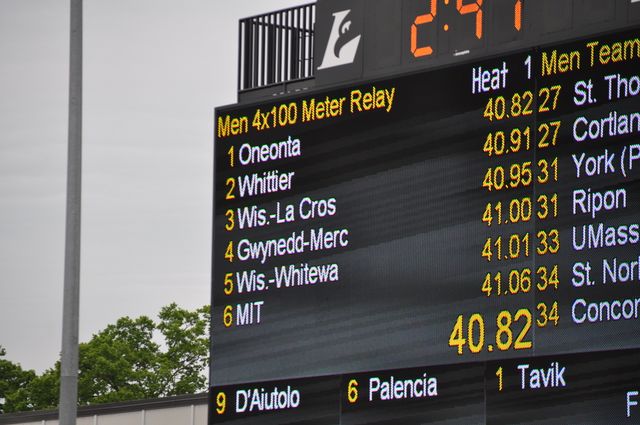 2:47
Heat 1
Men 4x100 Meter Relay
1 Oneonta 40.82
2 Whittier 40.91
3 Wis.-La Cros 40.95
4 Gwynedd-Merc 41.00
5 Wis.-Whitewa 41.01
6 MIT 41.06
40.82
Men Team
27 St. Tho
27 Cortlan
31 York (P
31 Ripon
33 UMass
34 St. Nor
34 Concor
9 D'Aiutolo 6 Palencia 1 Tavik
F